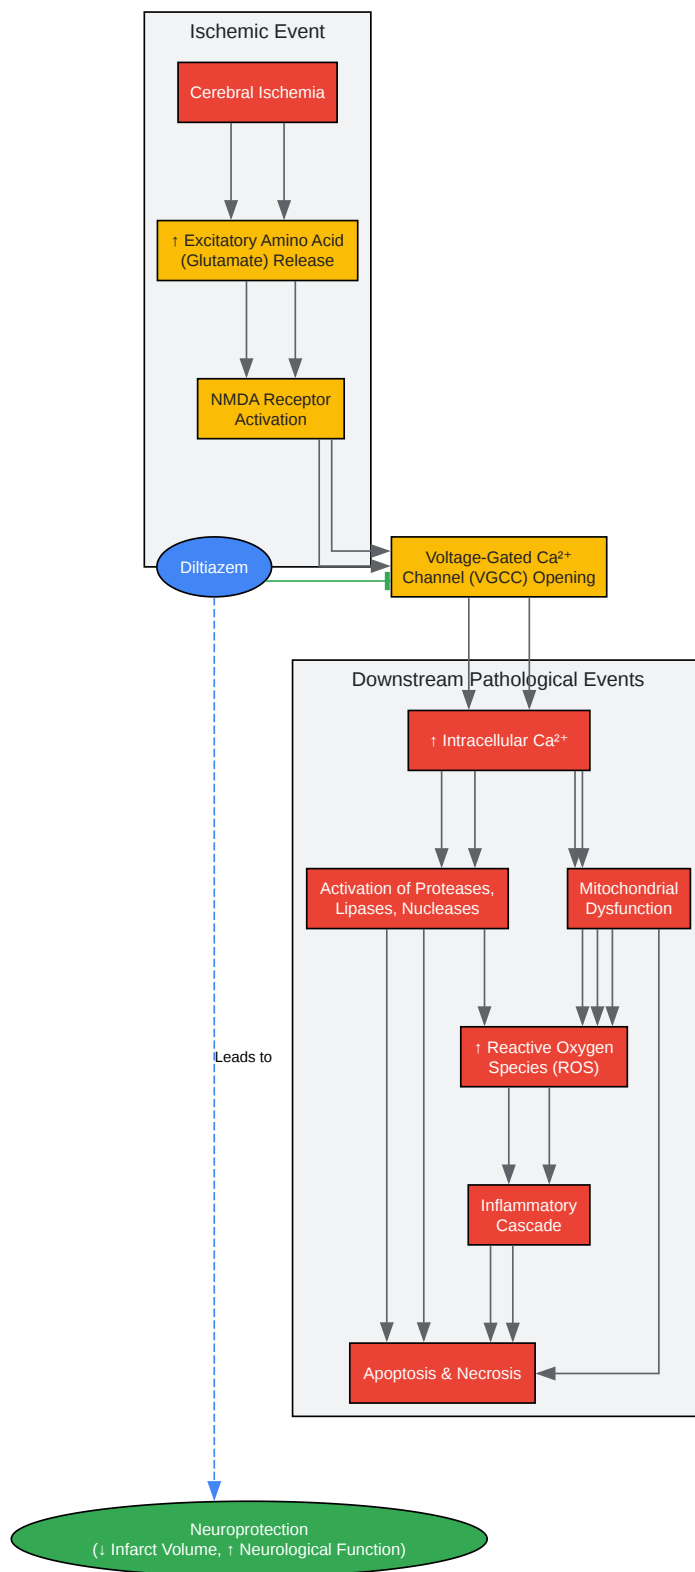 Ischemic Event
Cerebral Ischemia
↑ Excitatory Amino Acid
(Glutamate) Release
NMDA Receptor
Activation
Diltiazem
Voltage-Gated Ca²⁺
Channel (VGCC) Opening
Downstream Pathological Events
↑ Intracellular Ca²⁺
Activation of Proteases,
Lipases, Nucleases
Mitochondrial
Dysfunction
↑ Reactive Oxygen
Species (ROS)
Leads to
Inflammatory
Cascade
Apoptosis & Necrosis
Neuroprotection
(↓ Infarct Volume, ↑ Neurological Function)